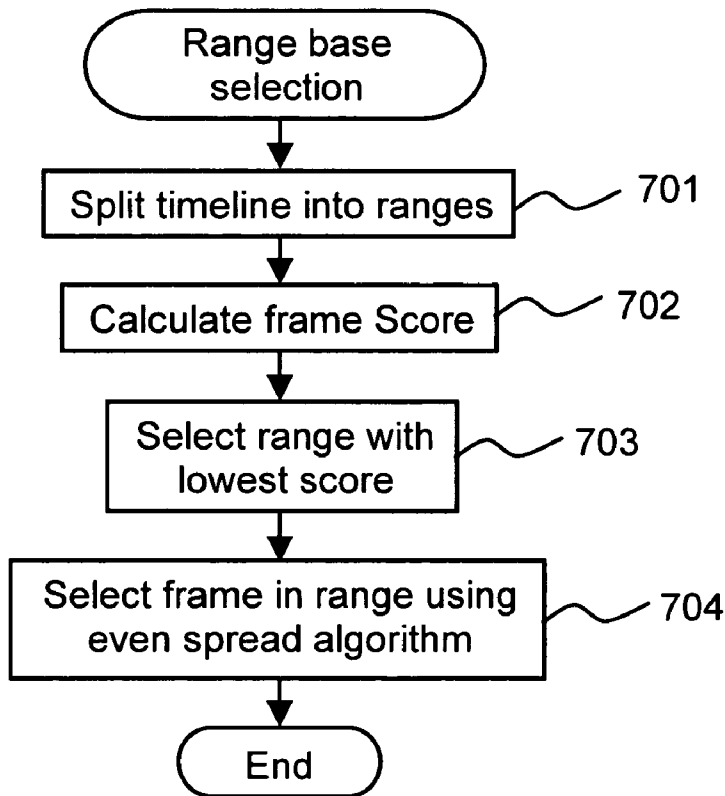 Range base
selection
Split timeline into ranges
701
Calculate frame Score
702
Select range with
lowest score
703
Select frame in range using
even spread algorithm
704
End